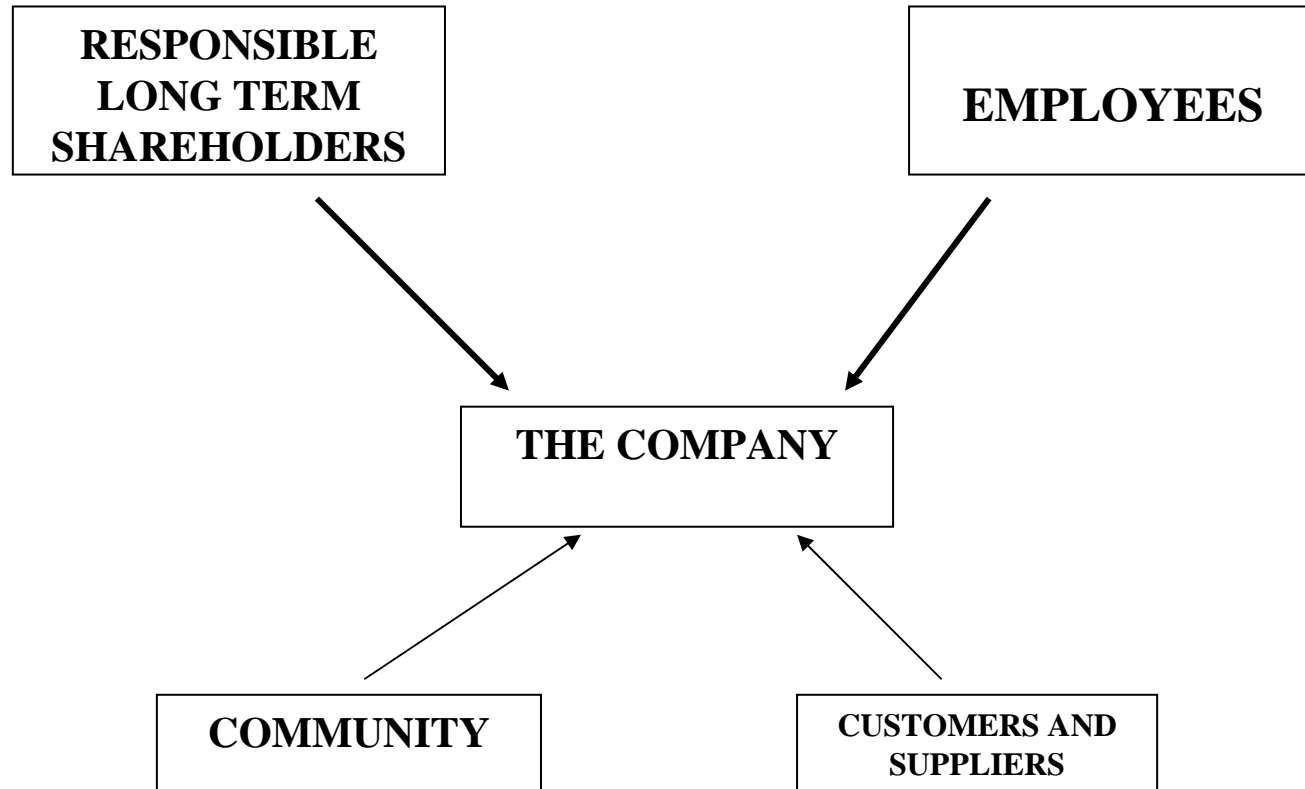 RESPONSIBLE
LONG TERM
SHAREHOLDERS
EMPLOYEES
THE COMPANY
COMMUNITY
CUSTOMERS AND
SUPPLIERS